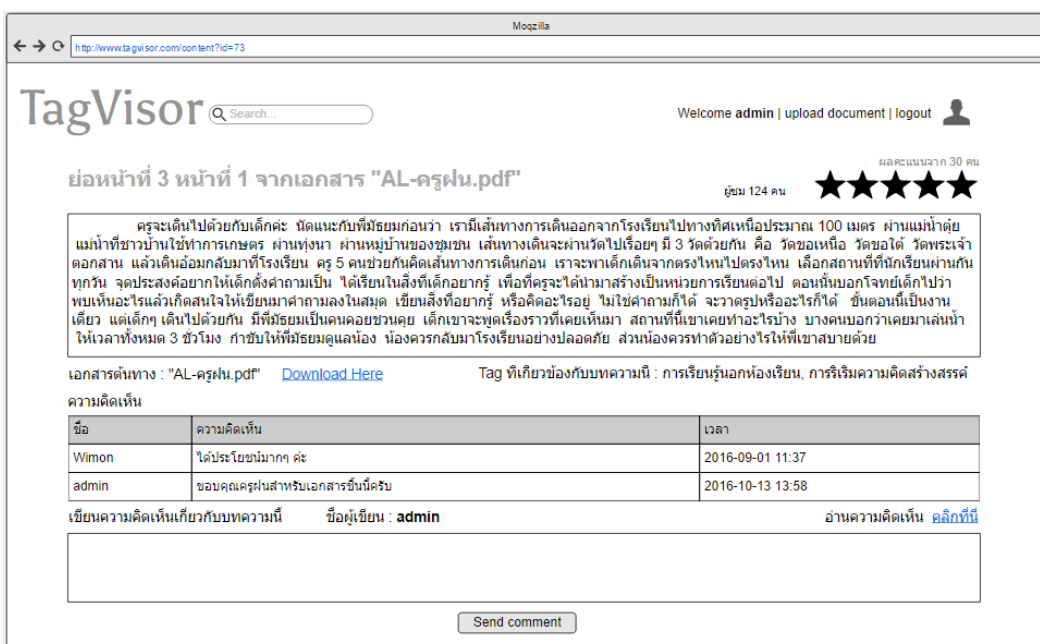 Moqzilla
http://www.tagvisor.com/content?id=73
TagVisor
Search...
Welcome admin | upload document | logout
ย่อหน้าที่ 3 หน้าที่ 1 จากเอกสาร "AL-ครูฝน.pdf"
ผลคะแนนจาก 30 คน
ผู้ชม 124 คน
ครูจะเดินไปด้วยกับเด็กค่ะ นัดแนะกับพี่มัธยมก่อนว่า เรามีเส้นทางการเดินออกจากโรงเรียนไปทางทิศเหนือประมาณ 100 เมตร ผ่านแม่น้ำตุ๋ย
แม่น้ำที่ชาวบ้านใช้ทำการเกษตร ผ่านทุ่งนา ผ่านหมู่บ้านของชุมชน เส้นทางเดินจะผ่านวัดไปเรื่อยๆ มี 3 วัดด้วยกัน คือ วัดขอเหนือ วัดขอใต้ วัดพระเจ้า
ตอกสาน แล้วเดินอ้อมกลับมาที่โรงเรียน ครู 5 คนช่วยกันคิดเส้นทางการเดินก่อน เราจะพาเด็กเดินจากตรงไหนไปตรงไหน เลือกสถานที่ที่นักเรียนผ่านกัน
ทุกวัน จุดประสงค์อยากให้เด็กตั้งคำถามเป็น ได้เรียนในสิ่งที่เด็กอยากรู้ เพื่อที่ครูจะได้นำมาสร้างเป็นหน่วยการเรียนต่อไป ตอนนั้นบอกโจทย์เด็กไปว่า
พบเห็นอะไรแล้วเกิดสนใจให้เขียนมาคำถามลงในสมุด เขียนสิ่งที่อยากรู้ หรือคิดอะไรอยู่ ไม่ใช่คำถามก็ได้ จะวาดรูปหรืออะไรก็ได้ ขั้นตอนนี้เป็นงาน
เดี่ยว แต่เด็กๆ เดินไปด้วยกัน มีพี่มัธยมเป็นคนคอยชวนคุย เด็กเขาจะพูดเรื่องราวที่เคยเห็นมา สถานที่นี้เขาเคยทำอะไรบ้าง บางคนบอกว่าเคยมาเล่นน้ำ
ให้เวลาทั้งหมด 3 ชั่วโมง กำชับให้พี่มัธยมดูแลน้อง น้องควรกลับมาโรงเรียนอย่างปลอดภัย ส่วนน้องควรทำตัวอย่างไรให้พี่เขาสบายด้วย
เอกสารต้นทาง : "AL-ครูฝน.pdf" Download Here
Tag ที่เกี่ยวข้องกับบทความนี้ : การเรียนรู้นอกห้องเรียน, การริเริ่มความคิดสร้างสรรค์
ความคิดเห็น
ชื่อ ความคิดเห็น เวลา
Wimon ได้ประโยชน์มากๆ ค่ะ 2016-09-01 11:37
admin ขอบคุณครูฝนสำหรับเอกสารชิ้นนี้ครับ 2016-10-13 13:58
เขียนความคิดเห็นเกี่ยวกับบทความนี้ ชื่อผู้เขียน : admin อ่านความคิดเห็น คลิกที่นี่
Send comment